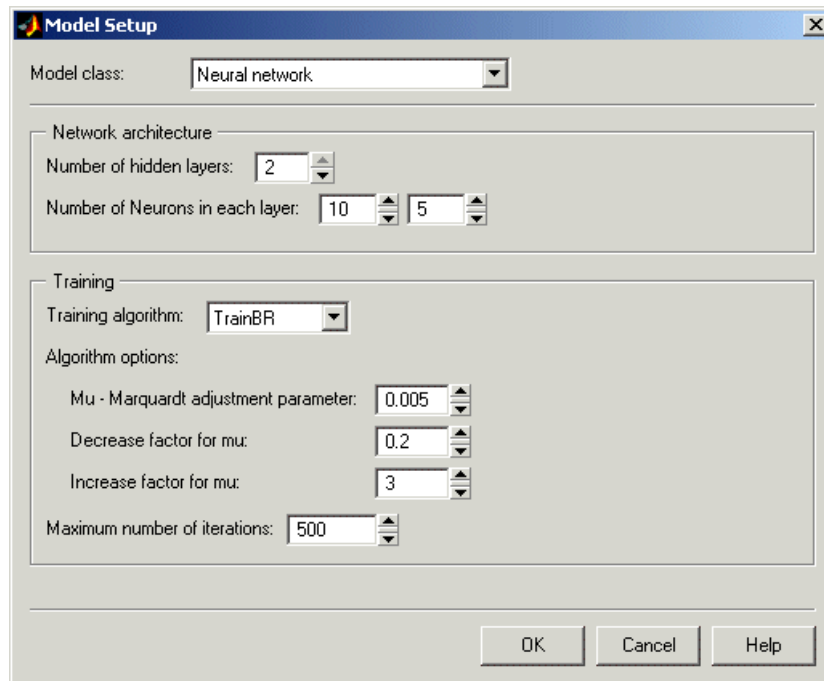 Model Setup
Model class: Neural network
Network architecture
Number of hidden layers: 2
Number of Neurons in each layer: 10 5
Training
Training algorithm: TrainBR
Algorithm options:
Mu - Marquardt adjustment parameter: 0.005
Decrease factor for mu: 0.2
Increase factor for mu: 3
Maximum number of iterations: 500
OK Cancel Help